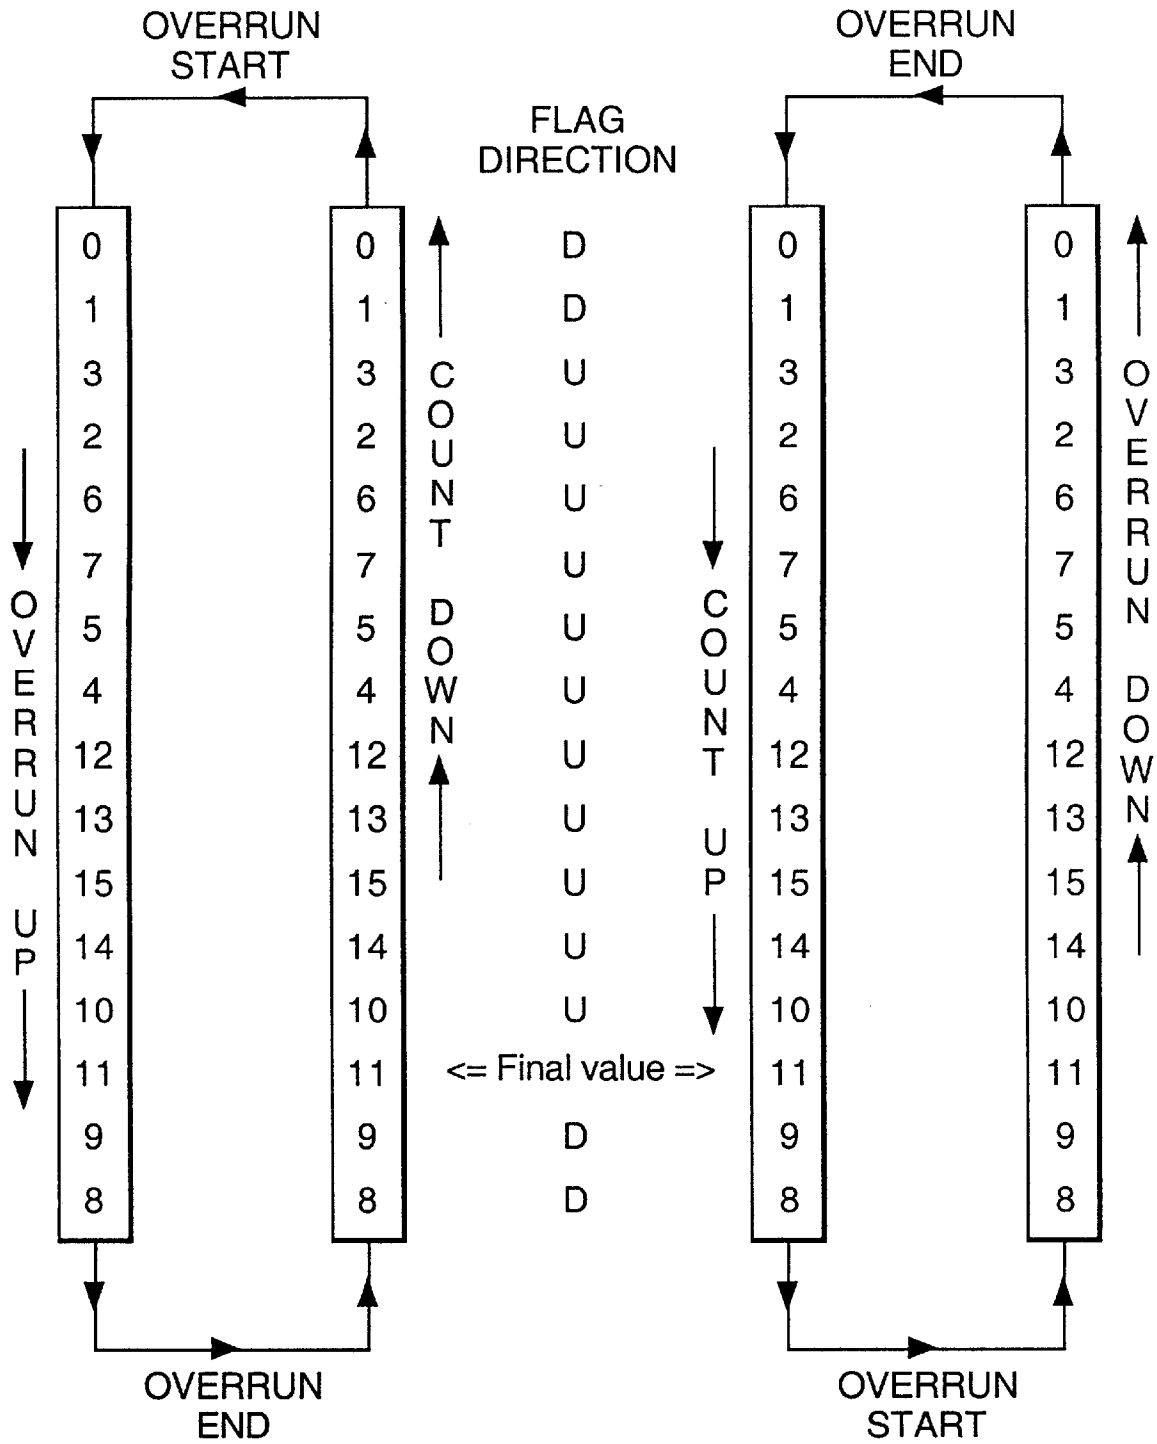 OVERRUN
START
OVERRUN
END
FLAG
DIRECTION
0 0 D 0 0
1 1 D 1 1
3 3 U 3 3
2 2 U 2 2
6 6 U 6 6
7 7 U 7 7
5 5 U 5 5
4 4 U 4 4
12 12 U 12 12
13 13 U 13 13
15 15 U 15 15
14 14 U 14 14
10 10 U 10 10
11 11 <= Final value => 11 11
9 9 D 9 9
8 8 D 8 8
OVERRUN UP
COUNT DOWN
COUNT UP
OVERRUN DOWN
OVERRUN
END
OVERRUN
START